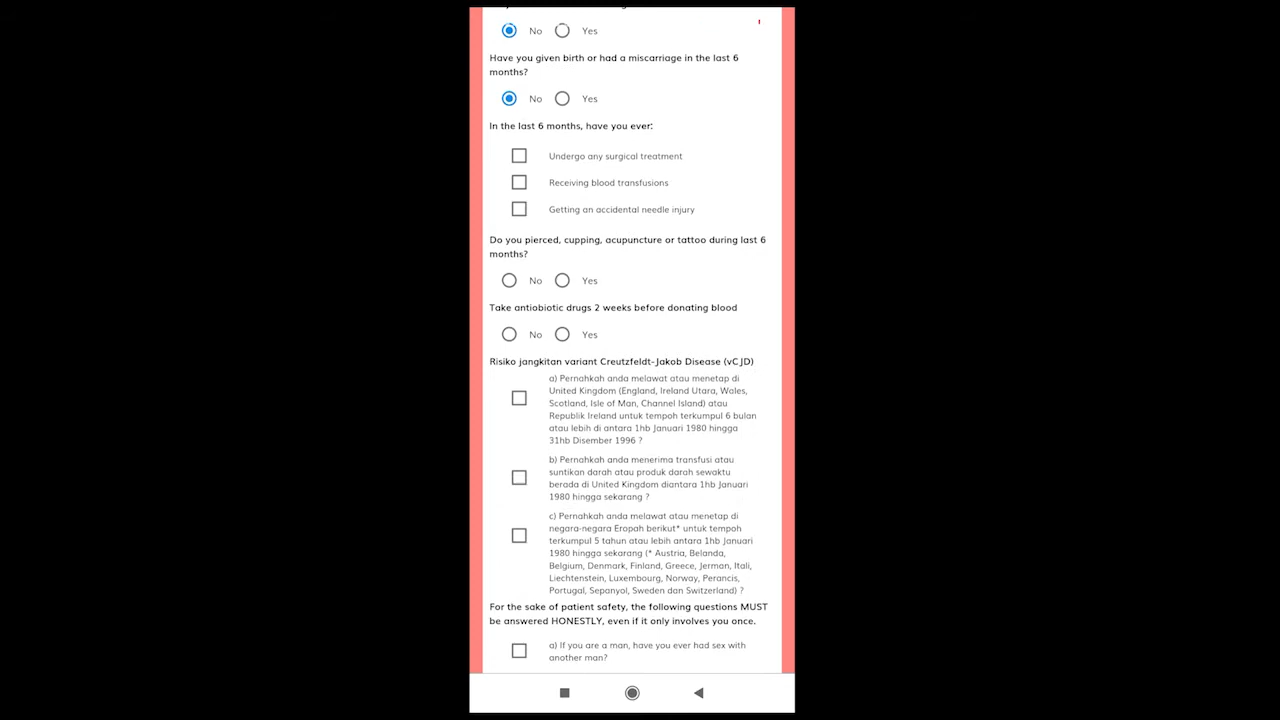 No Yes
Have you given birth or had a miscarriage in the last 6
months?
No Yes
In the last 6 months, have you ever:
Undergo any surgical treatment
Receiving blood transfusions
Getting an accidental needle injury
Do you pierced, cupping, acupuncture or tattoo during last 6
months?
No Yes
Take antiobiotic drugs 2 weeks before donating blood
No Yes
Risiko jangkitan variant Creutzfeldt-Jakob Disease (vCJD)
a) Pernahkah anda melawat atau menetap di
United Kingdom (England, Ireland Utara, Wales,
Scotland, Isle of Man, Channel Island) atau
Republik Ireland untuk tempoh terkumpul 6 bulan
atau lebih di antara 1hb Januari 1980 hingga
31hb Disember 1996 ?
b) Pernahkah anda menerima transfusi atau
suntikan darah atau produk darah sewaktu
berada di United Kingdom diantara 1hb Januari
1980 hingga sekarang ?
c) Pernahkah anda melawat atau menetap di
negara-negara Eropah berikut* untuk tempoh
terkumpul 5 tahun atau lebih antara 1hb Januari
1980 hingga sekarang (* Austria, Belanda,
Belgium, Denmark, Finland, Greece, Jerman, Itali,
Liechtenstein, Luxembourg, Norway, Perancis,
Portugal, Sepanyol, Sweden dan Switzerland) ?
For the sake of patient safety, the following questions MUST
be answered HONESTLY, even if it only involves you once.
a) If you are a man, have you ever had sex with
another man?